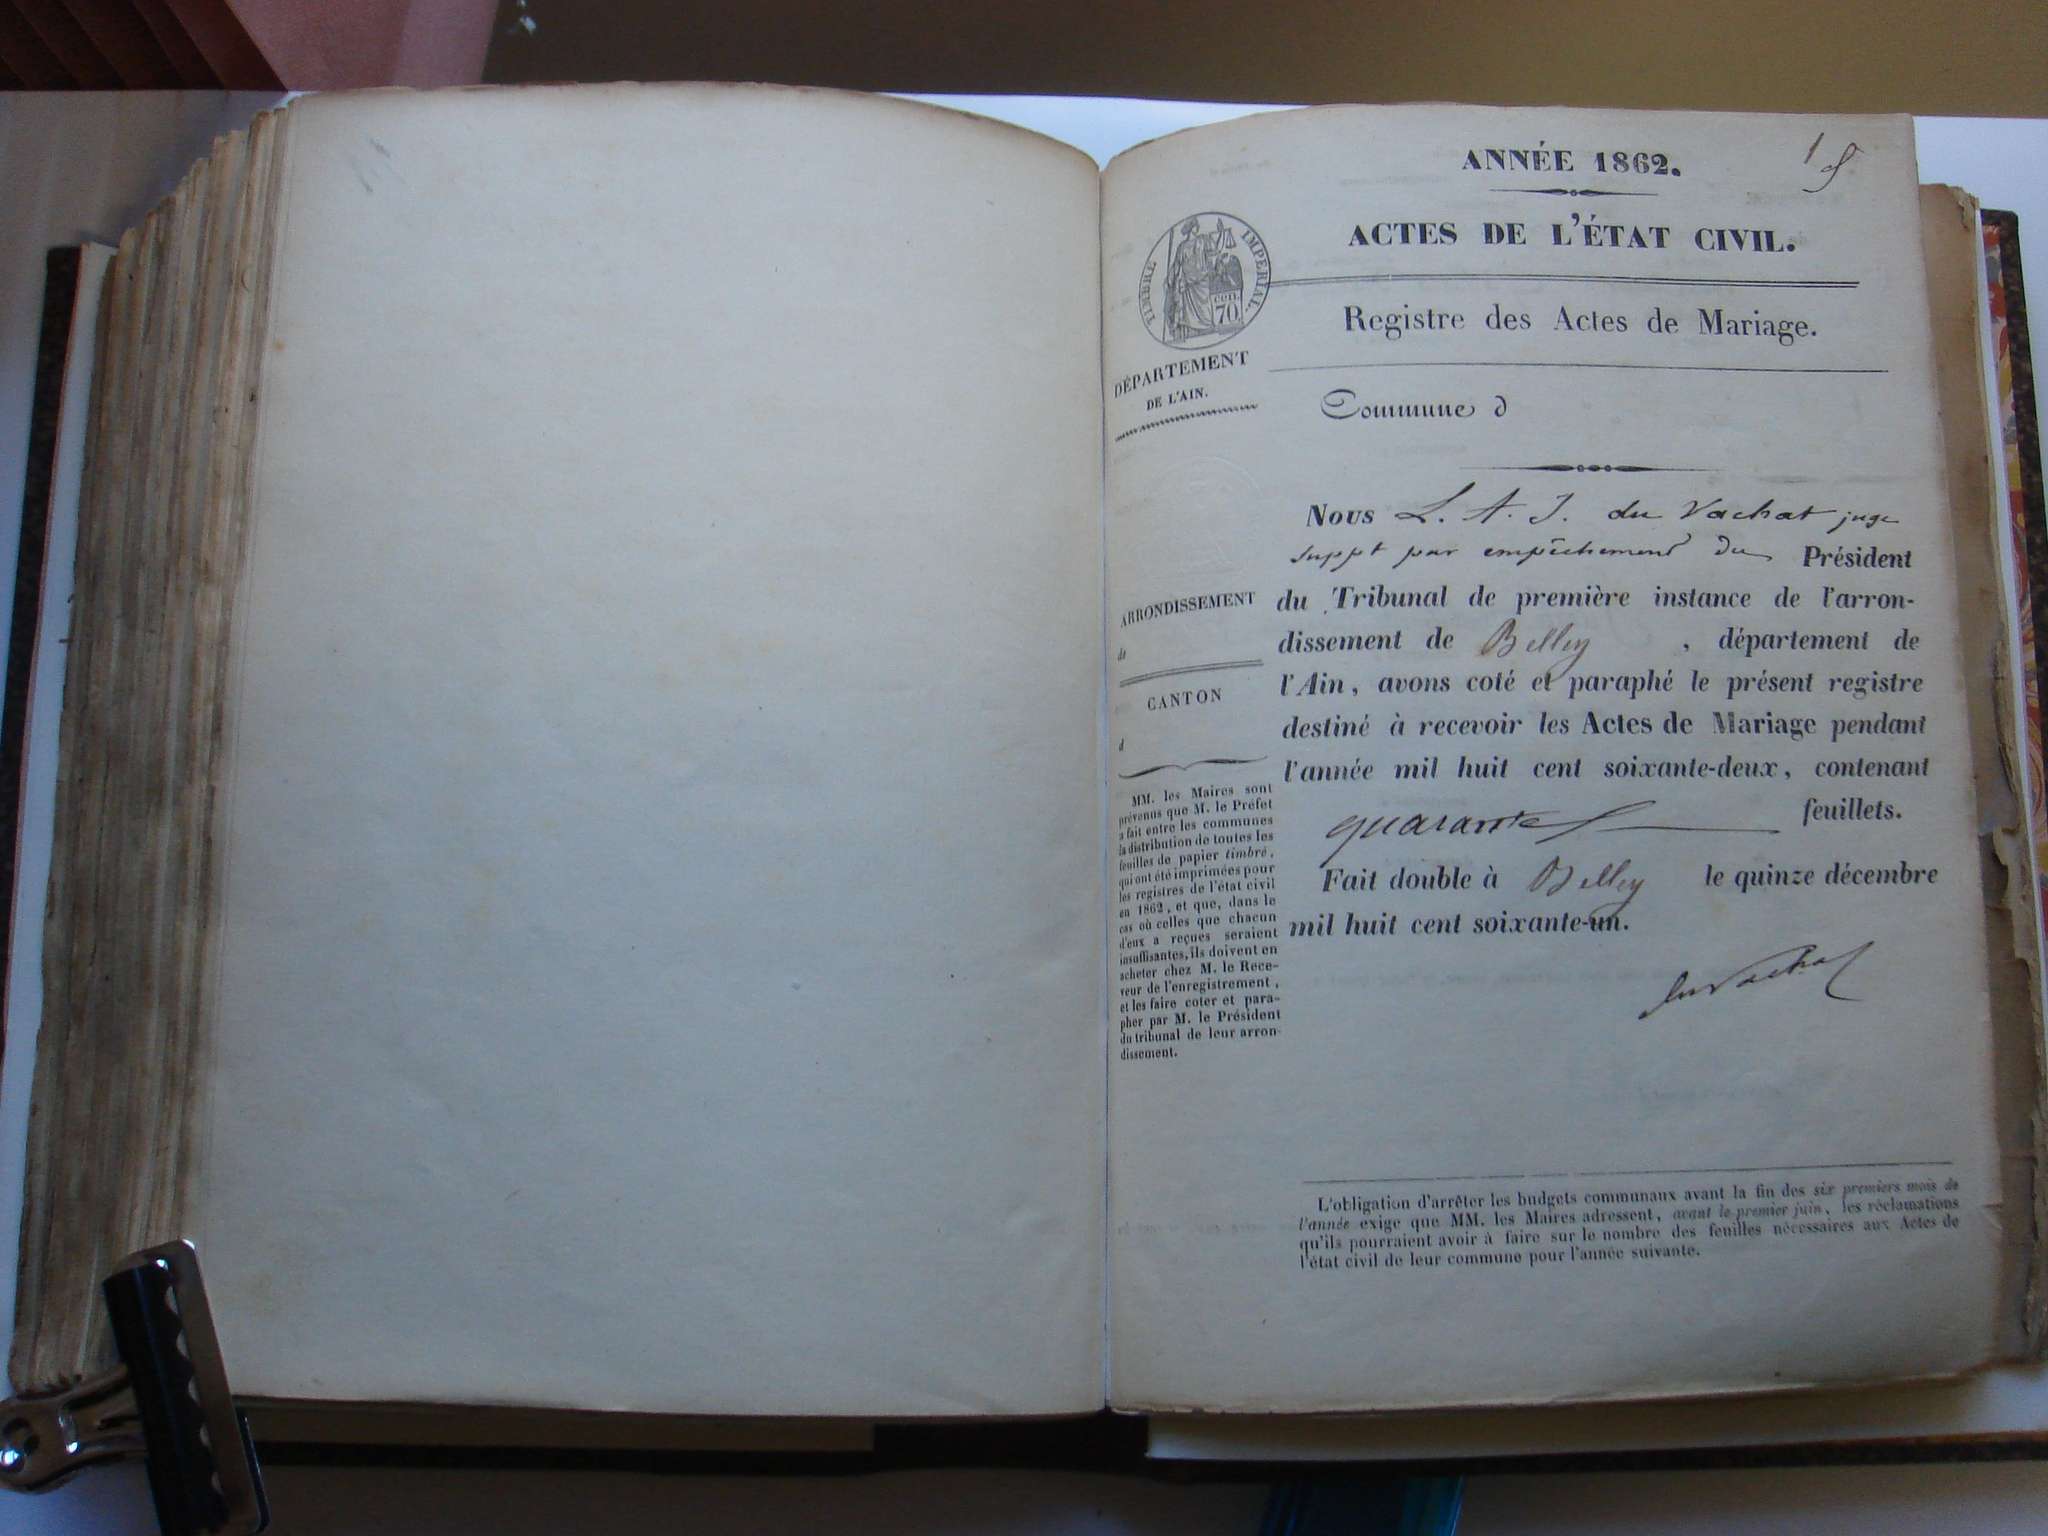 ANNÉE 1862.
1
ACTES DE L'ÉTAT CIVIL.
TIMBRE IMPERIAL.
CEN. 70
Registre des Actes de Mariage.
DÉPARTEMENT
DE L'AIN.
Commune d
Nous L. A. J. du Vachat juge
suppt par empêchement du Président
du Tribunal de première instance de l'arron-
dissement de Belley , département de
l'Ain, avons coté et paraphé le présent registre
destiné à recevoir les Actes de Mariage pendant
l'année mil huit cent soixante-deux, contenant
quarante feuillets.
Fait double à Belley le quinze décembre
mil huit cent soixante-un.
du Vachat
ARRONDISSEMENT
de
CANTON
d
MM. les Maires sont
prévenus que M. le Préfet
a fait entre les communes
la distribution de toutes les
feuilles de papier timbré,
qui ont été imprimées pour
les registres de l'état civil
en 1862, et que, dans le
cas où celles que chacun
d'eux a reçues seraient
insuffisantes, ils doivent en
acheter chez M. le Rece-
veur de l'enregistrement,
et les faire coter et para-
pher par M. le Président
du tribunal de leur arron-
dissement.
L'obligation d'arrêter les budgets communaux avant la fin des six premiers mois de
l'année exige que MM. les Maires adressent, avant le premier juin, les réclamations
qu'ils pourraient avoir à faire sur le nombre des feuilles nécessaires aux Actes de
l'état civil de leur commune pour l'année suivante.